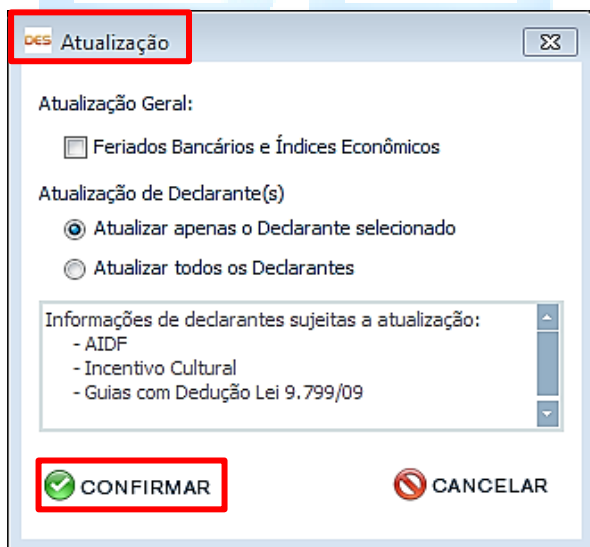 DES Atualização
Atualização Geral:
Feriados Bancários e Índices Econômicos
Atualização de Declarante(s)
Atualizar apenas o Declarante selecionado
Atualizar todos os Declarantes
Informações de declarantes sujeitas a atualização:
- AIDF
- Incentivo Cultural
- Guias com Dedução Lei 9.799/09
CONFIRMAR
CANCELAR